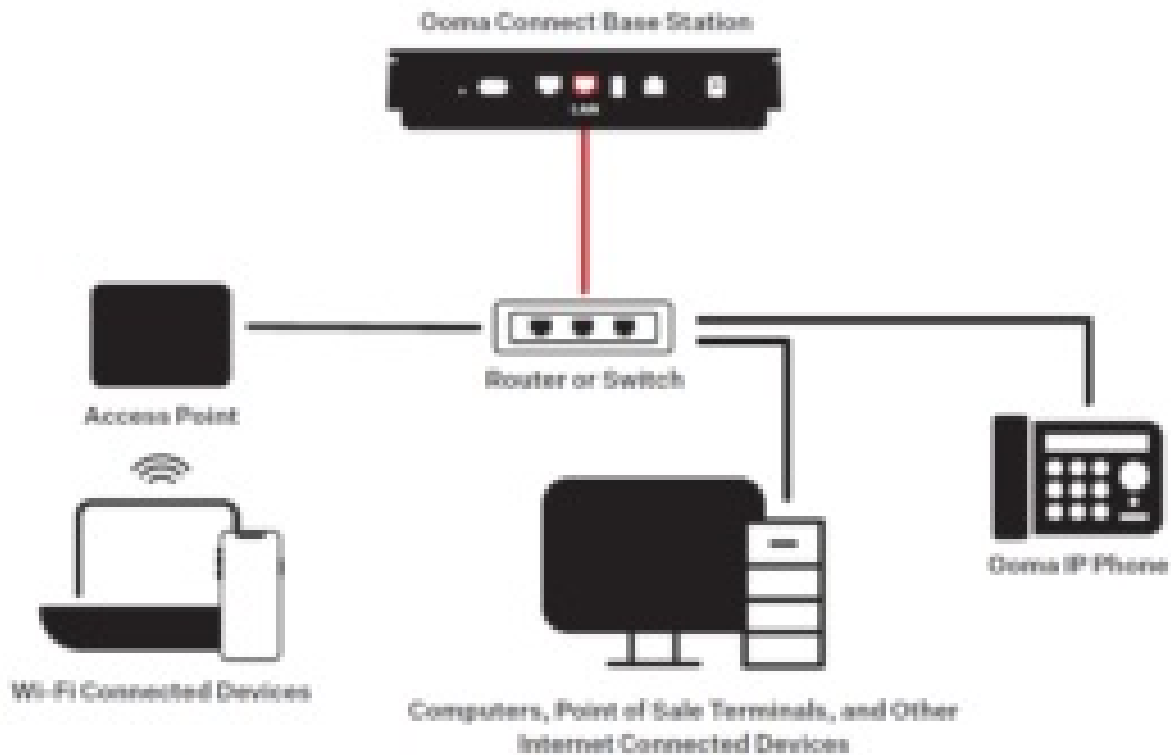 Ooma Connect Base Station
LAN
Router or Switch
Access Point
Ooma IP Phone
Wi-Fi Connected Devices
Computers, Point of Sale Terminals, and Other
Internet Connected Devices